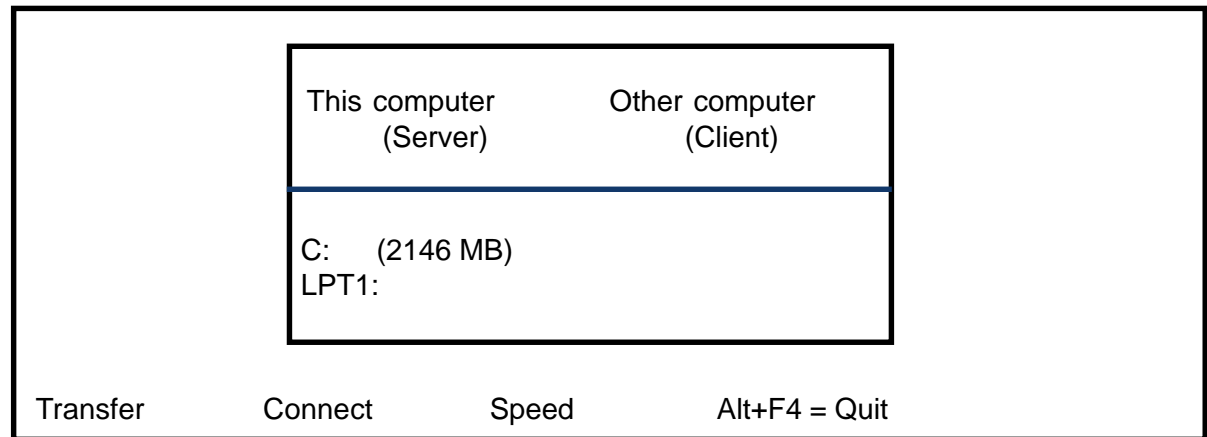 This computer Other computer
(Server) (Client)
C: (2146 MB)
LPT1:
Transfer Connect Speed Alt+F4 = Quit